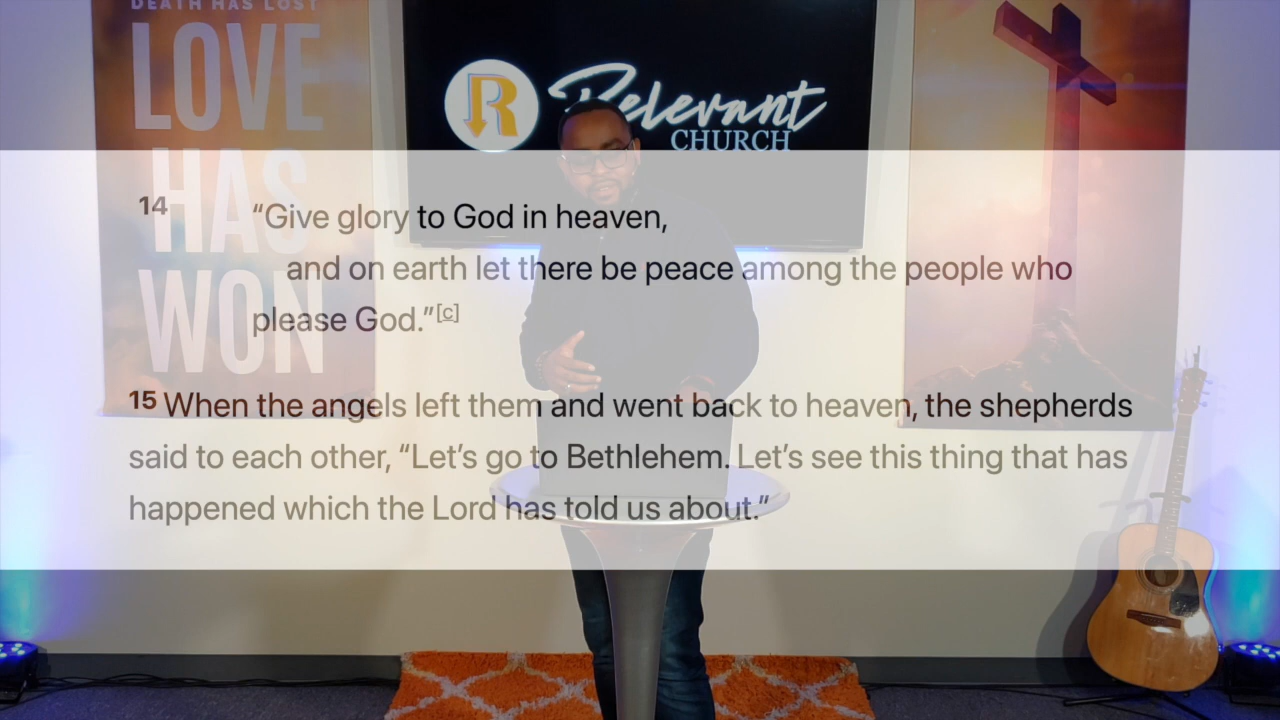 DEATH HAS LOST
LOVE
HAS
WON
R Relevant
CHURCH
14 “Give glory to God in heaven,
and on earth let there be peace among the people who
please God.”[c]
15 When the angels left them and went back to heaven, the shepherds
said to each other, “Let’s go to Bethlehem. Let’s see this thing that has
happened which the Lord has told us about.”